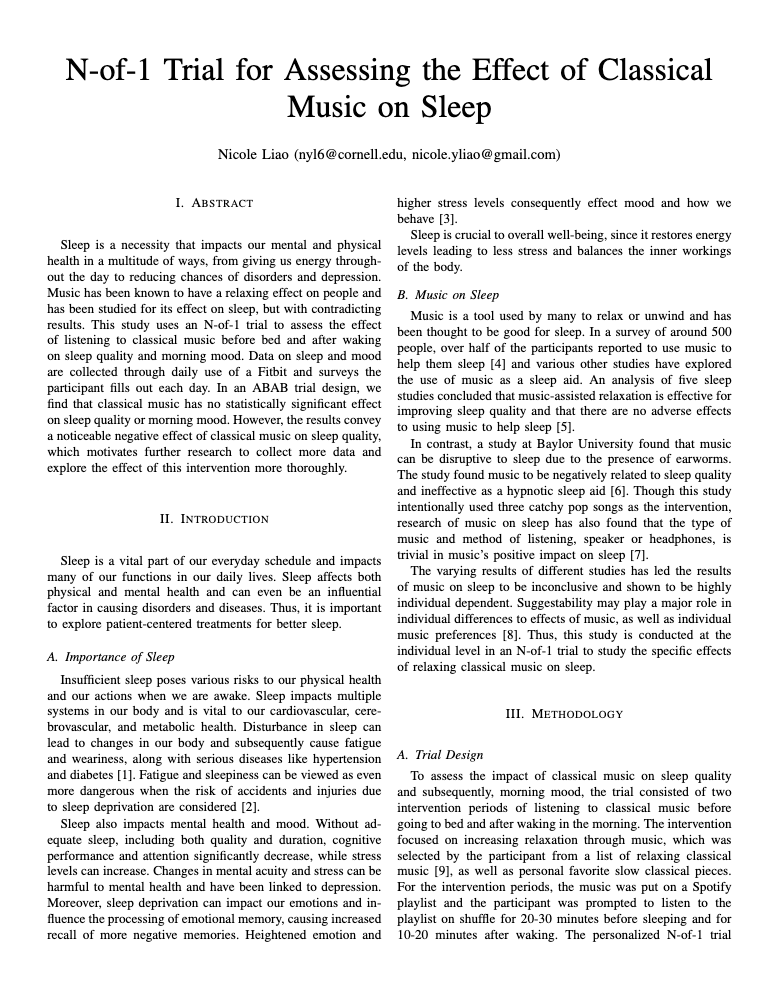 N-of-1 Trial for Assessing the Effect of Classical
Music on Sleep
Nicole Liao (nyl6@cornell.edu, nicole.yliao@gmail.com)
I. ABSTRACT
Sleep is a necessity that impacts our mental and physical
health in a multitude of ways, from giving us energy through-
out the day to reducing chances of disorders and depression.
Music has been known to have a relaxing effect on people and
has been studied for its effect on sleep, but with contradicting
results. This study uses an N-of-1 trial to assess the effect
of listening to classical music before bed and after waking
on sleep quality and morning mood. Data on sleep and mood
are collected through daily use of a Fitbit and surveys the
participant fills out each day. In an ABAB trial design, we
find that classical music has no statistically significant effect
on sleep quality or morning mood. However, the results convey
a noticeable negative effect of classical music on sleep quality,
which motivates further research to collect more data and
explore the effect of this intervention more thoroughly.
II. INTRODUCTION
Sleep is a vital part of our everyday schedule and impacts
many of our functions in our daily lives. Sleep affects both
physical and mental health and can even be an influential
factor in causing disorders and diseases. Thus, it is important
to explore patient-centered treatments for better sleep.
A. Importance of Sleep
Insufficient sleep poses various risks to our physical health
and our actions when we are awake. Sleep impacts multiple
systems in our body and is vital to our cardiovascular, cere-
brovascular, and metabolic health. Disturbance in sleep can
lead to changes in our body and subsequently cause fatigue
and weariness, along with serious diseases like hypertension
and diabetes [1]. Fatigue and sleepiness can be viewed as even
more dangerous when the risk of accidents and injuries due
to sleep deprivation are considered [2].
Sleep also impacts mental health and mood. Without ad-
equate sleep, including both quality and duration, cognitive
performance and attention significantly decrease, while stress
levels can increase. Changes in mental acuity and stress can be
harmful to mental health and have been linked to depression.
Moreover, sleep deprivation can impact our emotions and in-
fluence the processing of emotional memory, causing increased
recall of more negative memories. Heightened emotion and
higher stress levels consequently effect mood and how we
behave [3].
Sleep is crucial to overall well-being, since it restores energy
levels leading to less stress and balances the inner workings
of the body.
B. Music on Sleep
Music is a tool used by many to relax or unwind and has
been thought to be good for sleep. In a survey of around 500
people, over half of the participants reported to use music to
help them sleep [4] and various other studies have explored
the use of music as a sleep aid. An analysis of five sleep
studies concluded that music-assisted relaxation is effective for
improving sleep quality and that there are no adverse effects
to using music to help sleep [5].
In contrast, a study at Baylor University found that music
can be disruptive to sleep due to the presence of earworms.
The study found music to be negatively related to sleep quality
and ineffective as a hypnotic sleep aid [6]. Though this study
intentionally used three catchy pop songs as the intervention,
research of music on sleep has also found that the type of
music and method of listening, speaker or headphones, is
trivial in music's positive impact on sleep [7].
The varying results of different studies has led the results
of music on sleep to be inconclusive and shown to be highly
individual dependent. Suggestability may play a major role in
individual differences to effects of music, as well as individual
music preferences [8]. Thus, this study is conducted at the
individual level in an N-of-1 trial to study the specific effects
of relaxing classical music on sleep.
III. METHODOLOGY
A. Trial Design
To assess the impact of classical music on sleep quality
and subsequently, morning mood, the trial consisted of two
intervention periods of listening to classical music before
going to bed and after waking in the morning. The intervention
focused on increasing relaxation through music, which was
selected by the participant from a list of relaxing classical
music [9], as well as personal favorite slow classical pieces.
For the intervention periods, the music was put on a Spotify
playlist and the participant was prompted to listen to the
playlist on shuffle for 20-30 minutes before sleeping and for
10-20 minutes after waking. The personalized N-of-1 trial